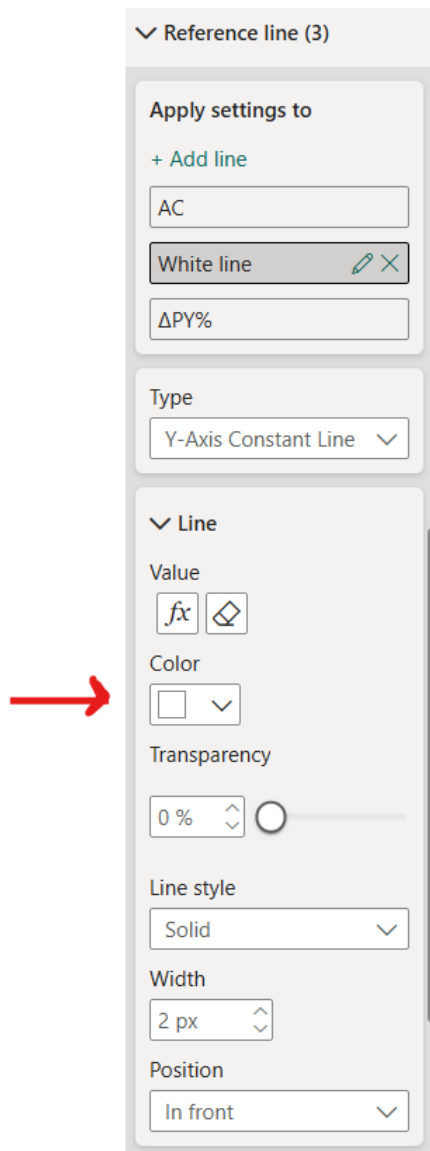 Reference line (3)
Apply settings to
+ Add line
AC
White line
ΔPY%
Type
Y-Axis Constant Line
Line
Value
fx
Color
Transparency
0 %
Line style
Solid
Width
2 px
Position
In front